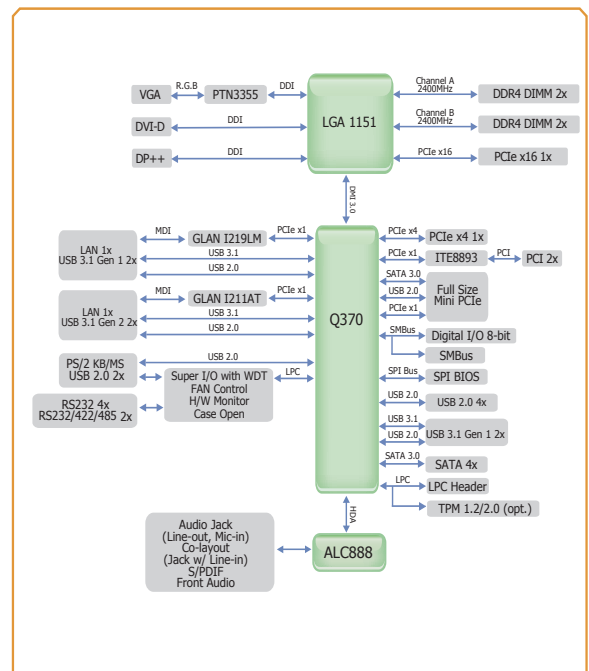 VGA
R.G.B
PTN3355
DDI
DVI-D
DDI
DP++
DDI
LGA 1151
Channel A
2400MHz
DDR4 DIMM 2x
Channel B
2400MHz
DDR4 DIMM 2x
PCIe x16
PCIe x16 1x
DMI 3.0
LAN 1x
USB 3.1 Gen 1 2x
MDI
GLAN I219LM
PCIe x1
USB 3.1
USB 2.0
LAN 1x
USB 3.1 Gen 2 2x
MDI
GLAN I211AT
PCIe x1
USB 3.1
USB 2.0
PS/2 KB/MS
USB 2.0 2x
USB 2.0
Super I/O with WDT
FAN Control
H/W Monitor
Case Open
LPC
RS232 4x
RS232/422/485 2x
Q370
PCIe x4
PCIe x4 1x
PCIe x1
ITE8893
PCI
PCI 2x
SATA 3.0
USB 2.0
PCIe x1
Full Size
Mini PCIe
SMBus
Digital I/O 8-bit
SMBus
SPI Bus
SPI BIOS
USB 2.0
USB 2.0 4x
USB 3.1
USB 2.0
USB 3.1 Gen 1 2x
SATA 3.0
SATA 4x
LPC
LPC Header
TPM 1.2/2.0 (opt.)
HDA
Audio Jack
(Line-out, Mic-in)
Co-layout
(Jack w/ Line-in)
S/PDIF
Front Audio
ALC888